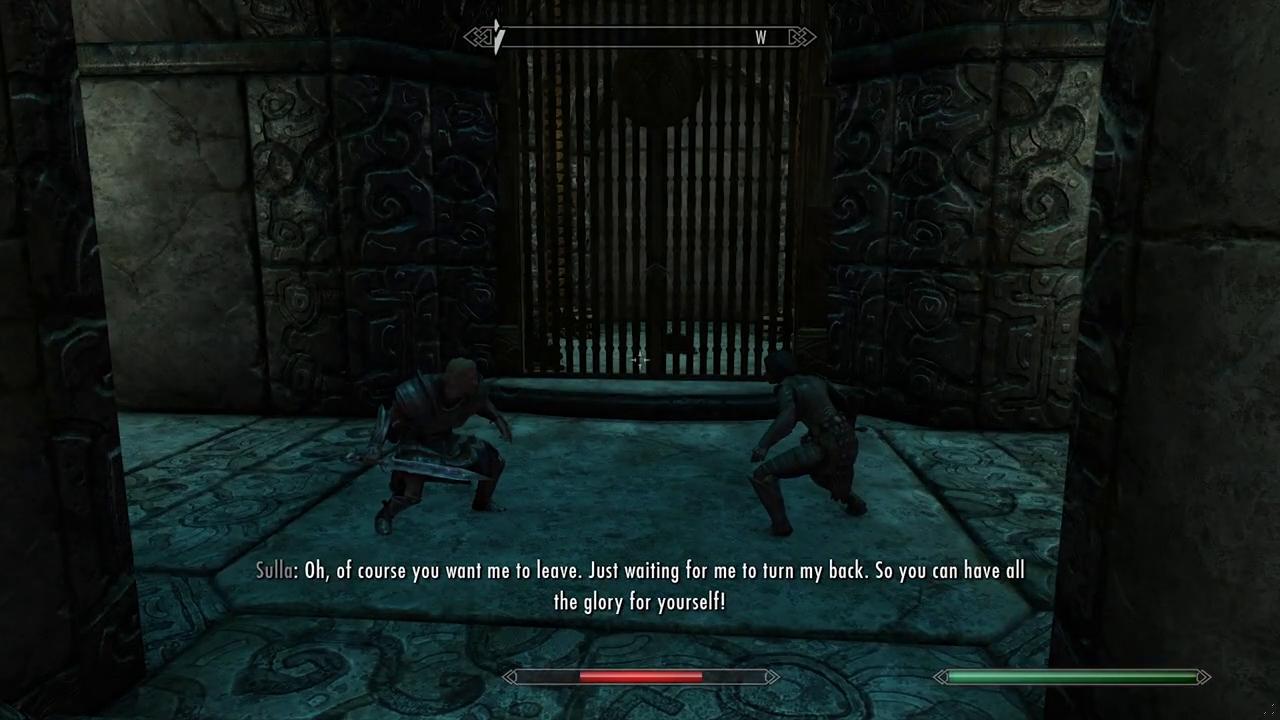 W
Sulla: Oh, of course you want me to leave. Just waiting for me to turn my back. So you can have all
the glory for yourself!